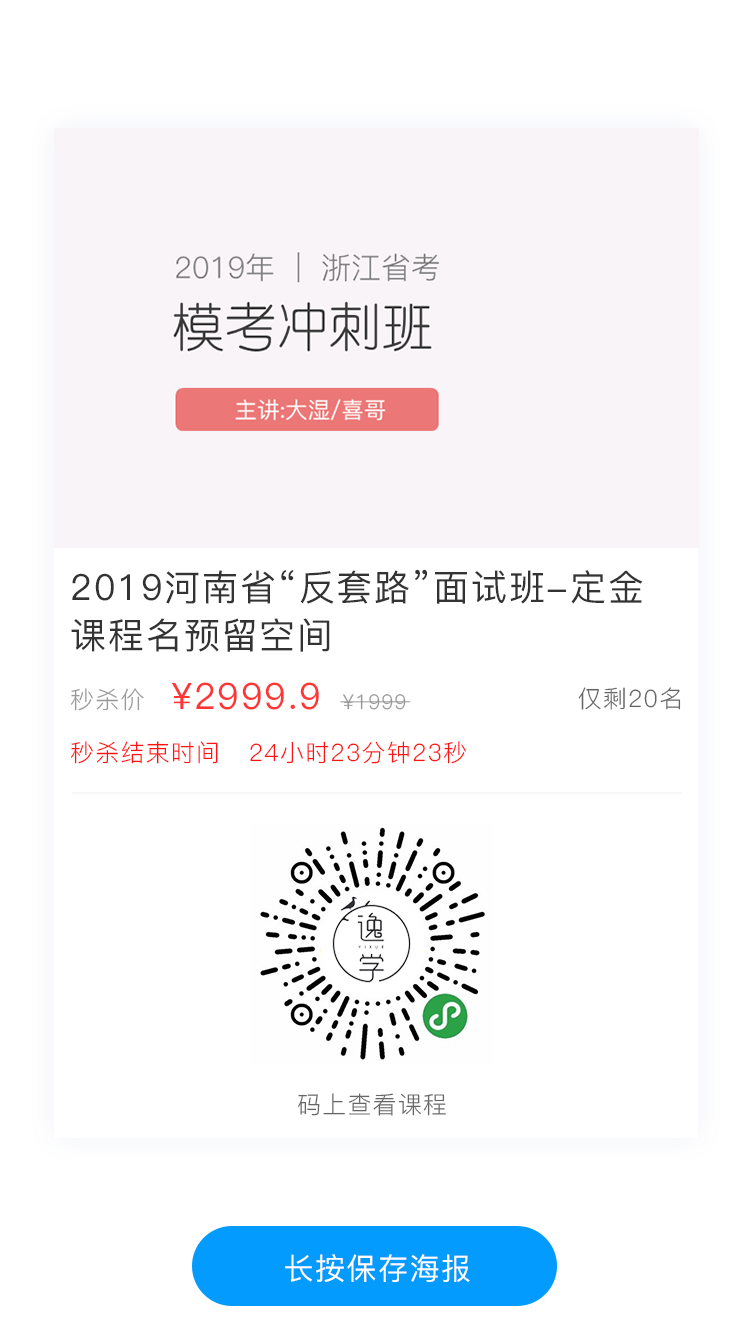 2019年 | 浙江省考
模考冲刺班
主讲:大湿/喜哥
2019河南省“反套路”面试班-定金
课程名预留空间
秒杀价 ¥2999.9 ¥1999 仅剩20名
秒杀结束时间 24小时23分钟23秒
逸
YIXUE
学
码上查看课程
长按保存海报